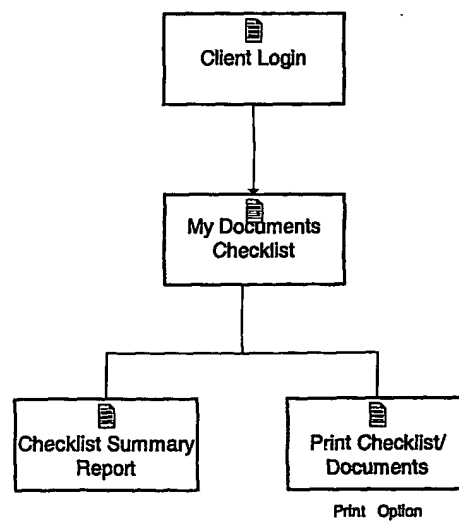 Client Login
My Documents
Checklist
Checklist Summary
Report
Print Checklist/
Documents
Print Option